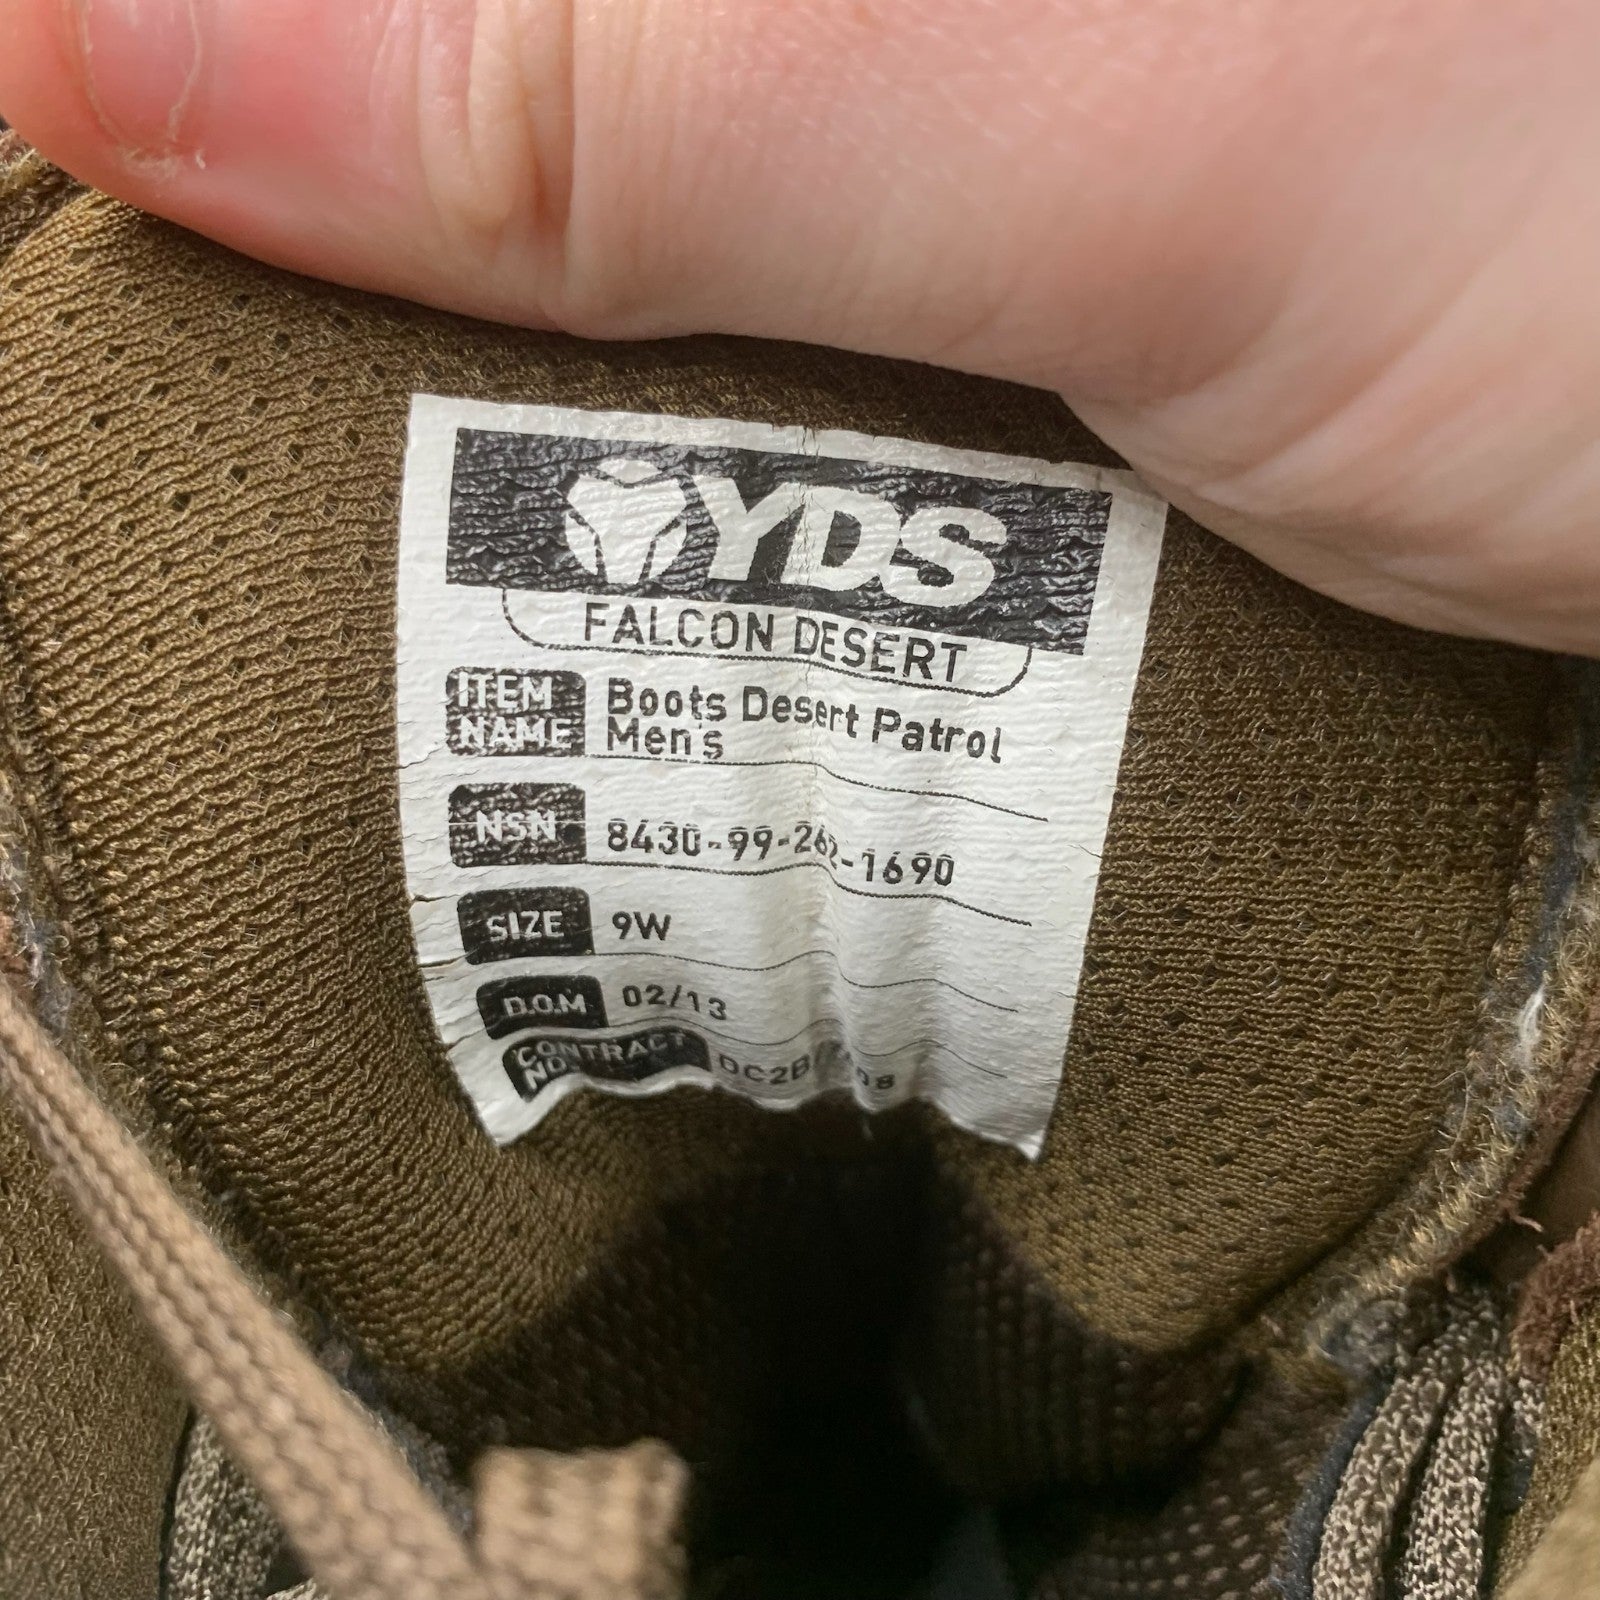 YDS
FALCON DESERT
ITEM NAME Boots Desert Patrol
Men's
NSN 8430-99-262-1690
SIZE 9W
D.O.M 02/13
CONTRACT NO.